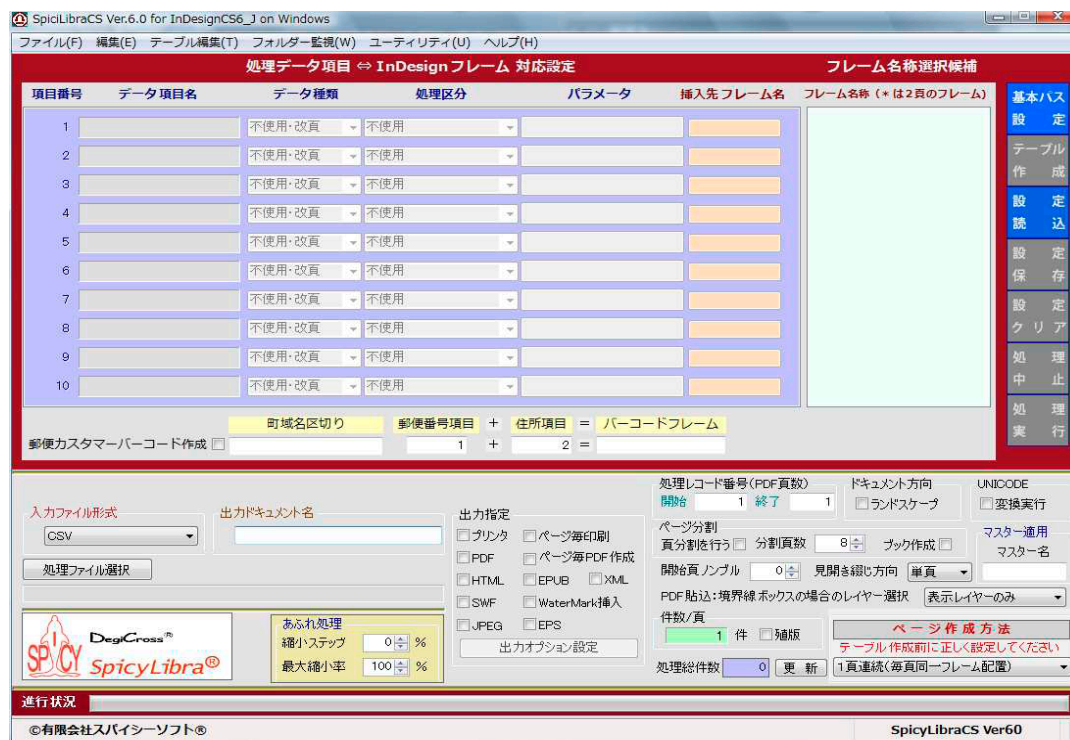 SpiciLibraCS Ver.6.0 for InDesignCS6_J on Windows
ファイル(F) 編集(E) テーブル編集(T) フォルダー監視(W) ユーティリティ(U) ヘルプ(H)
処理データ項目 ⇔ InDesignフレーム 対応設定 フレーム名称選択候補
項目番号 データ項目名 データ種類 処理区分 パラメータ 挿入先フレーム名 フレーム名称 (* は2頁のフレーム)
1 不使用・改頁 不使用
2 不使用・改頁 不使用
3 不使用・改頁 不使用
4 不使用・改頁 不使用
5 不使用・改頁 不使用
6 不使用・改頁 不使用
7 不使用・改頁 不使用
8 不使用・改頁 不使用
9 不使用・改頁 不使用
10 不使用・改頁 不使用
基本パス
設 定
テーブル
作 成
設 定
読 込
設 定
保 存
設 定
クリア
処 理
中 止
処 理
実 行
町域名区切り 郵便番号項目 + 住所項目 = バーコードフレーム
郵便カスタマーバーコード作成 1 + 2 =
入力ファイル形式
CSV
処理ファイル選択
出力ドキュメント名
出力指定
プリンタ ページ毎印刷
PDF ページ毎PDF作成
HTML EPUB XML
SWF WaterMark挿入
JPEG EPS
出力オプション設定
処理レコード番号(PDF頁数)
開始 1 終了 1
ドキュメント方向
ランドスケープ
UNICODE
変換実行
ページ分割
頁分割を行う 分割頁数 8 ブック作成
マスター適用
マスター名
開始頁ノンブル 0 見開き綴じ方向 単頁
PDF貼込:境界線ボックスの場合のレイヤー選択 表示レイヤーのみ
件数/頁
1 件 殖版
処理総件数 0 更 新
ページ作成方法
テーブル作成前に正しく設定してください
1頁連続(毎頁同一フレーム配置)
SPICY
DegiCross®
SpicyLibra®
あふれ処理
縮小ステップ 0 %
最大縮小率 100 %
進行状況
©有限会社スパイシーソフト® SpicyLibraCS Ver60